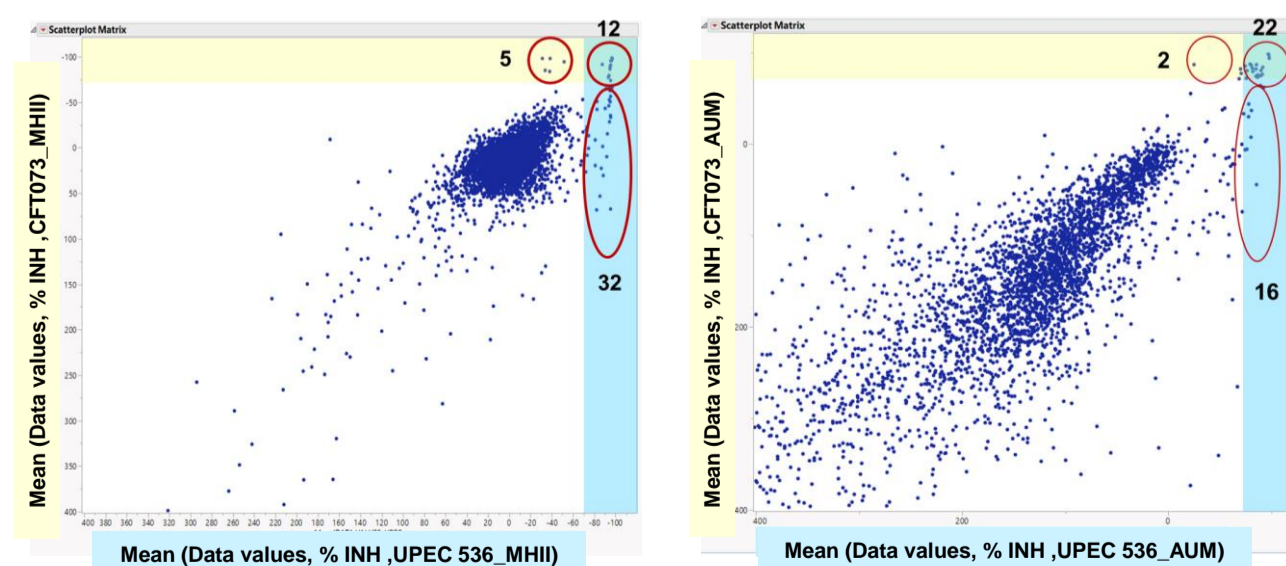 Scatterplot Matrix
5
12
32
-100
-50
0
50
100
150
200
250
300
350
400
400 380 360 340 320 300 280 260 240 220 200 180 160 140 120 100 80 60 40 20 0 -20 -40 -60 -80 -100
Mean (Data values, % INH ,CFT073_MHII)
Mean (Data values, % INH ,UPEC 536_MHII)
Scatterplot Matrix
2
22
16
0
200
400
400 200 0
Mean (Data values, % INH ,CFT073_AUM)
Mean (Data values, % INH ,UPEC 536_AUM)